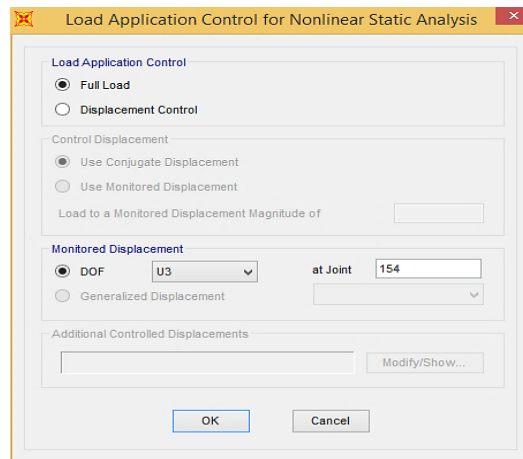 Load Application Control for Nonlinear Static Analysis
Load Application Control
Full Load
Displacement Control
Control Displacement
Use Conjugate Displacement
Use Monitored Displacement
Load to a Monitored Displacement Magnitude of
Monitored Displacement
DOF U3 at Joint 154
Generalized Displacement
Additional Controlled Displacements
Modify/Show...
OK Cancel